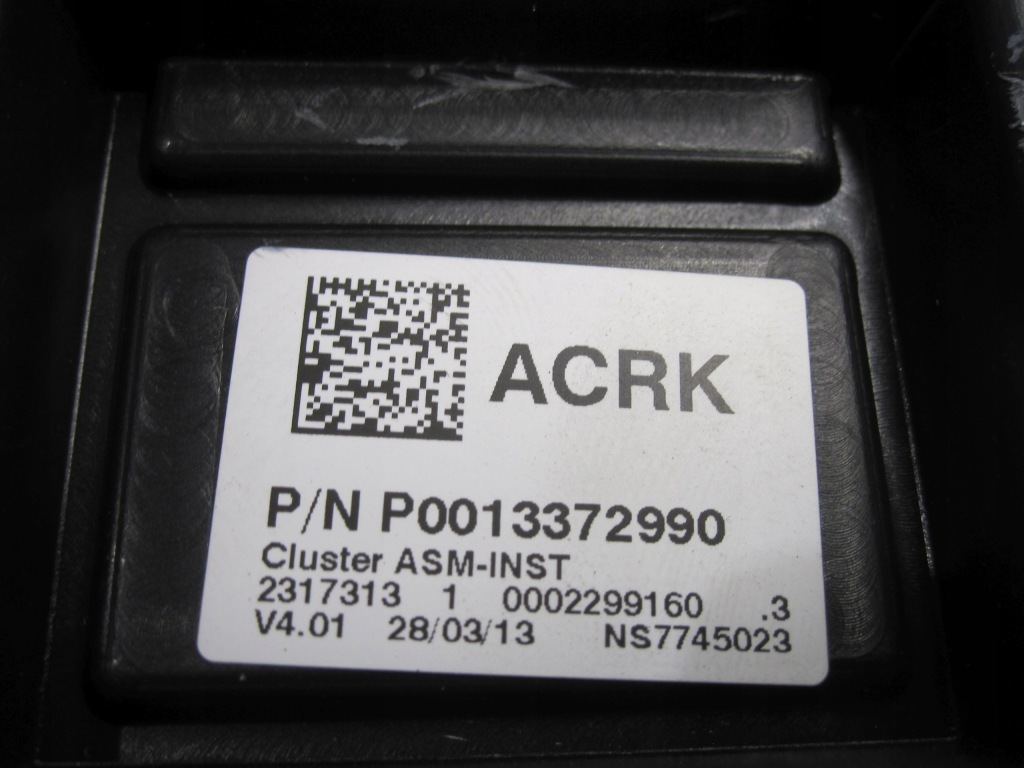 ACRK
P/N P0013372990
Cluster ASM-INST
2317313 1 0002299160 .3
V4.01 28/03/13 NS7745023